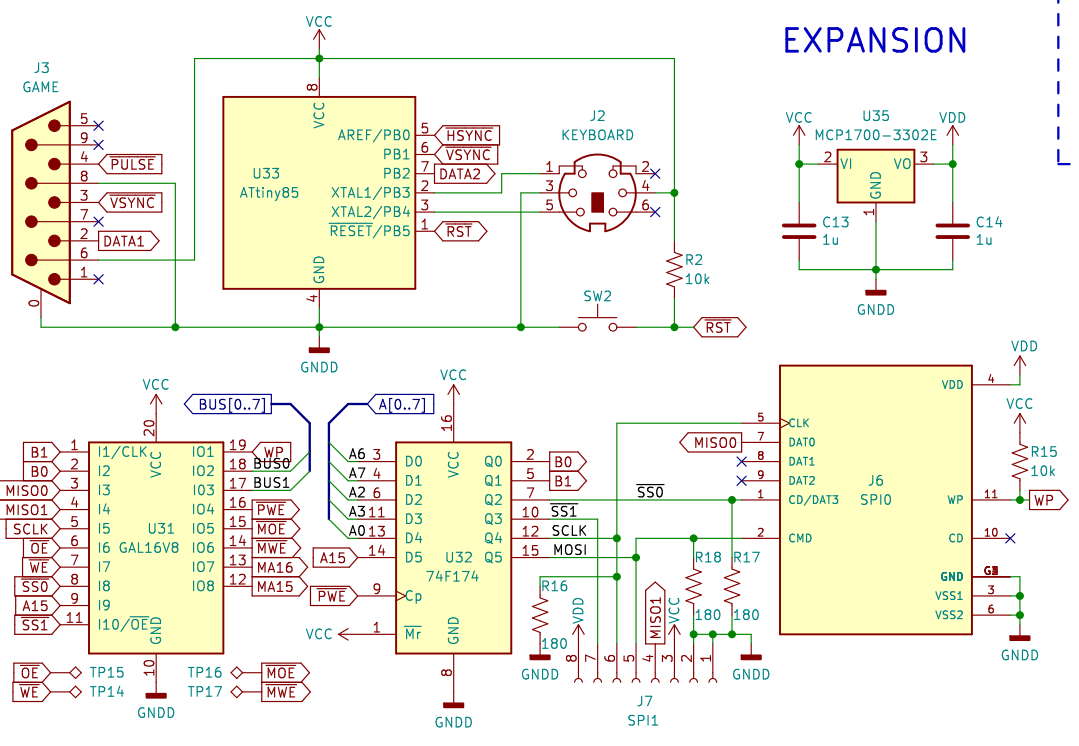 EXPANSION
VCC
J3
GAME
5
9
4
PULSE
8
3
VSYNC
7
2
DATA1
6
1
0
8
VCC
U33
ATtiny85
AREF/PB0
5
HSYNC
PB1
6
VSYNC
PB2
7
DATA2
XTAL1/PB3
2
XTAL2/PB4
3
RESET/PB5
1
RST
GND
4
GNDD
J2
KEYBOARD
1
2
3
4
5
6
R2
10k
SW2
RST
VCC
U35
MCP1700-3302E
VDD
2
VI
VO
3
GND
1
C13
1u
C14
1u
GNDD
VCC
20
BUS[0..7]
A[0..7]
VCC
16
B1
1
I1/CLK
VCC
IO1
19
WP
B0
2
I2
IO2
18
BUS0
MISO0
3
I3
IO3
17
BUS1
MISO1
4
I4
IO4
16
PWE
SCLK
5
I5
U31
IO5
15
MOE
OE
6
I6
GAL16V8
IO6
14
MWE
WE
7
I7
IO7
13
MA16
SS0
8
I8
IO8
12
MA15
A15
9
I9
SS1
11
I10/OE
GND
10
GNDD
OE
TP15
TP16
MOE
WE
TP14
TP17
MWE
A6
3
D0
VCC
Q0
2
B0
A7
4
D1
Q1
5
B1
A2
6
D2
Q2
7
SS0
A3
11
D3
Q3
10
SS1
A0
13
D4
Q4
12
SCLK
A15
14
D5
U32
Q5
15
MOSI
74F174
PWE
9
Cp
VCC
1
Mr
GND
8
GNDD
R16
180
GNDD
VDD
MISO1
VCC
R18
180
R17
180
8
7
6
5
4
3
2
1
GNDD
J7
SPI1
VDD
VDD
4
5
CLK
VCC
MISO0
7
DAT0
8
DAT1
R15
10k
9
DAT2
J6
SPI0
1
CD/DAT3
WP
11
WP
2
CMD
CD
10
GND
VSS1
3
VSS2
6
GNDD